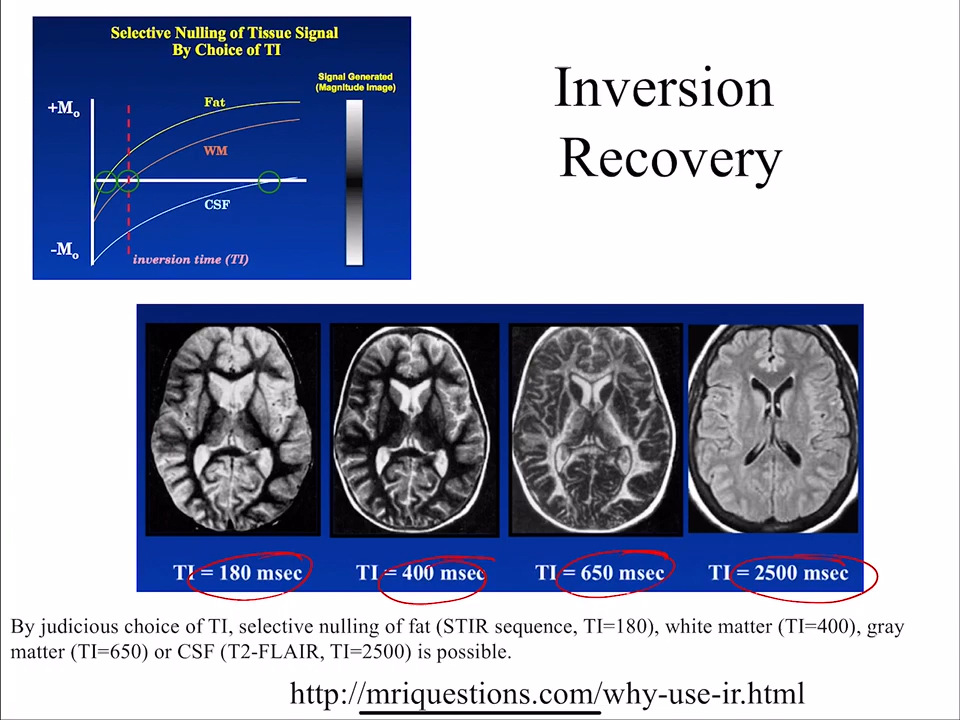 Selective Nulling of Tissue Signal
By Choice of TI
Signal Generated
(Magnitude Image)
+Mo
Fat
WM
CSF
-Mo
inversion time (TI)
Inversion
Recovery
TI = 180 msec
TI = 400 msec
TI = 650 msec
TI = 2500 msec
By judicious choice of TI, selective nulling of fat (STIR sequence, TI=180), white matter (TI=400), gray
matter (TI=650) or CSF (T2-FLAIR, TI=2500) is possible.
http://mriquestions.com/why-use-ir.html